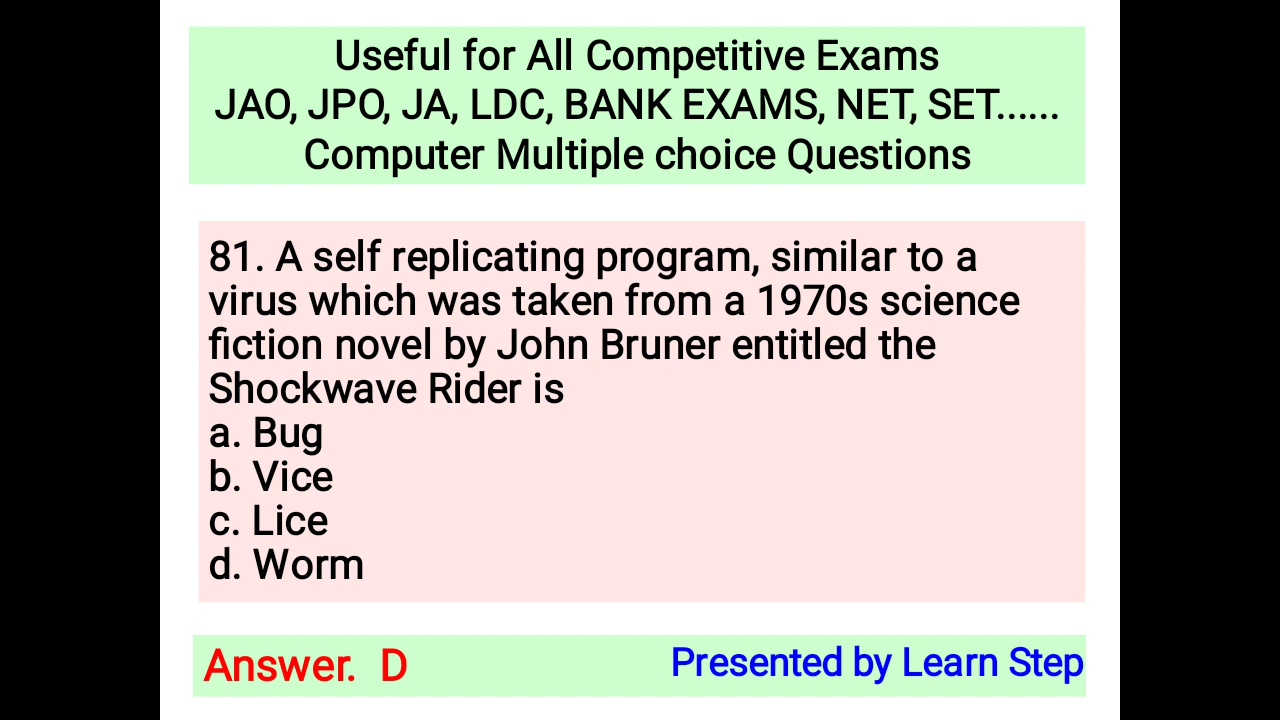 Useful for All Competitive Exams
JAO, JPO, JA, LDC, BANK EXAMS, NET, SET......
Computer Multiple choice Questions
81. A self replicating program, similar to a
virus which was taken from a 1970s science
fiction novel by John Bruner entitled the
Shockwave Rider is
a. Bug
b. Vice
c. Lice
d. Worm
Answer. D
Presented by Learn Step